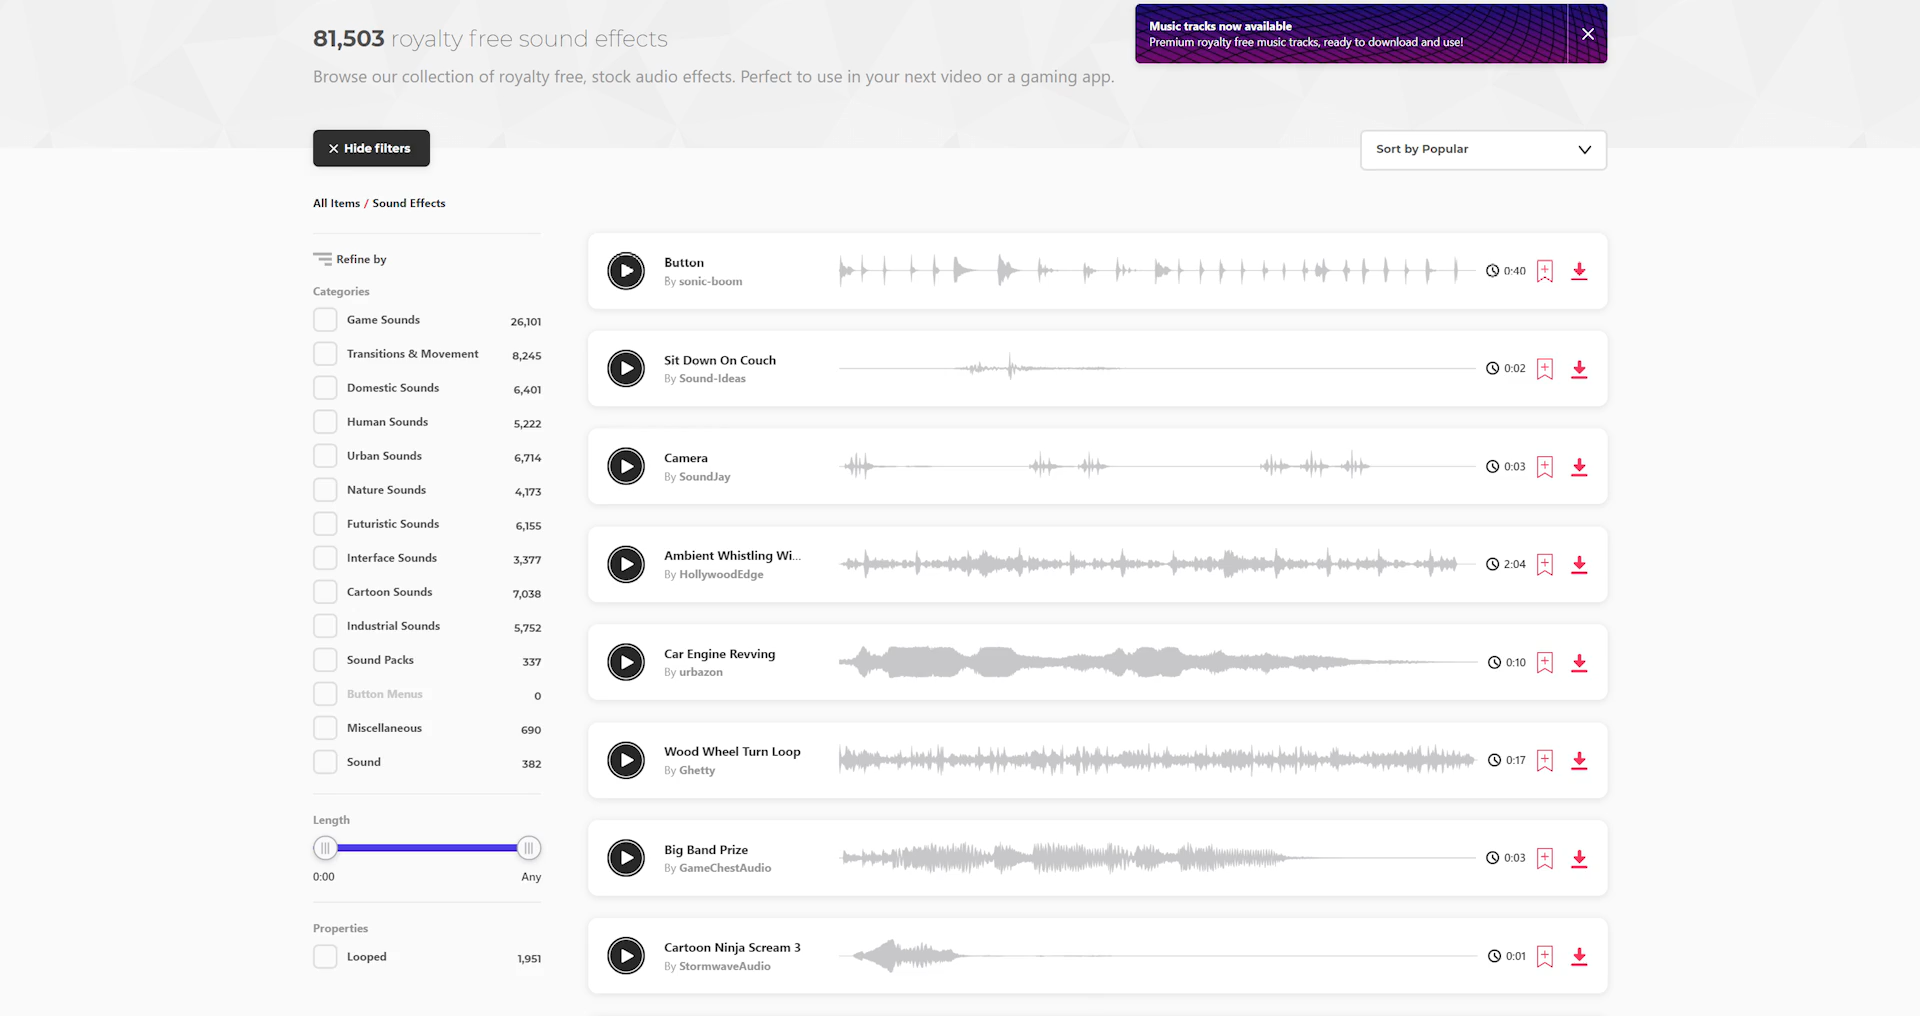 81,503 royalty free sound effects
Browse our collection of royalty free, stock audio effects. Perfect to use in your next video or a gaming app.
Music tracks now available
Premium royalty free music tracks, ready to download and use!
Hide filters
Sort by Popular
All Items / Sound Effects
Refine by
Categories
Game Sounds 26,101
Transitions & Movement 8,245
Domestic Sounds 6,401
Human Sounds 5,222
Urban Sounds 6,714
Nature Sounds 4,173
Futuristic Sounds 6,155
Interface Sounds 3,377
Cartoon Sounds 7,038
Industrial Sounds 5,752
Sound Packs 337
Button Menus 0
Miscellaneous 690
Sound 382
Length
0:00 Any
Properties
Looped 1,951
Button
By sonic-boom
0:40
Sit Down On Couch
By Sound-Ideas
0:02
Camera
By SoundJay
0:03
Ambient Whistling Wi...
By HollywoodEdge
2:04
Car Engine Revving
By urbazon
0:10
Wood Wheel Turn Loop
By Ghetty
0:17
Big Band Prize
By GameChestAudio
0:03
Cartoon Ninja Scream 3
By StormwaveAudio
0:01